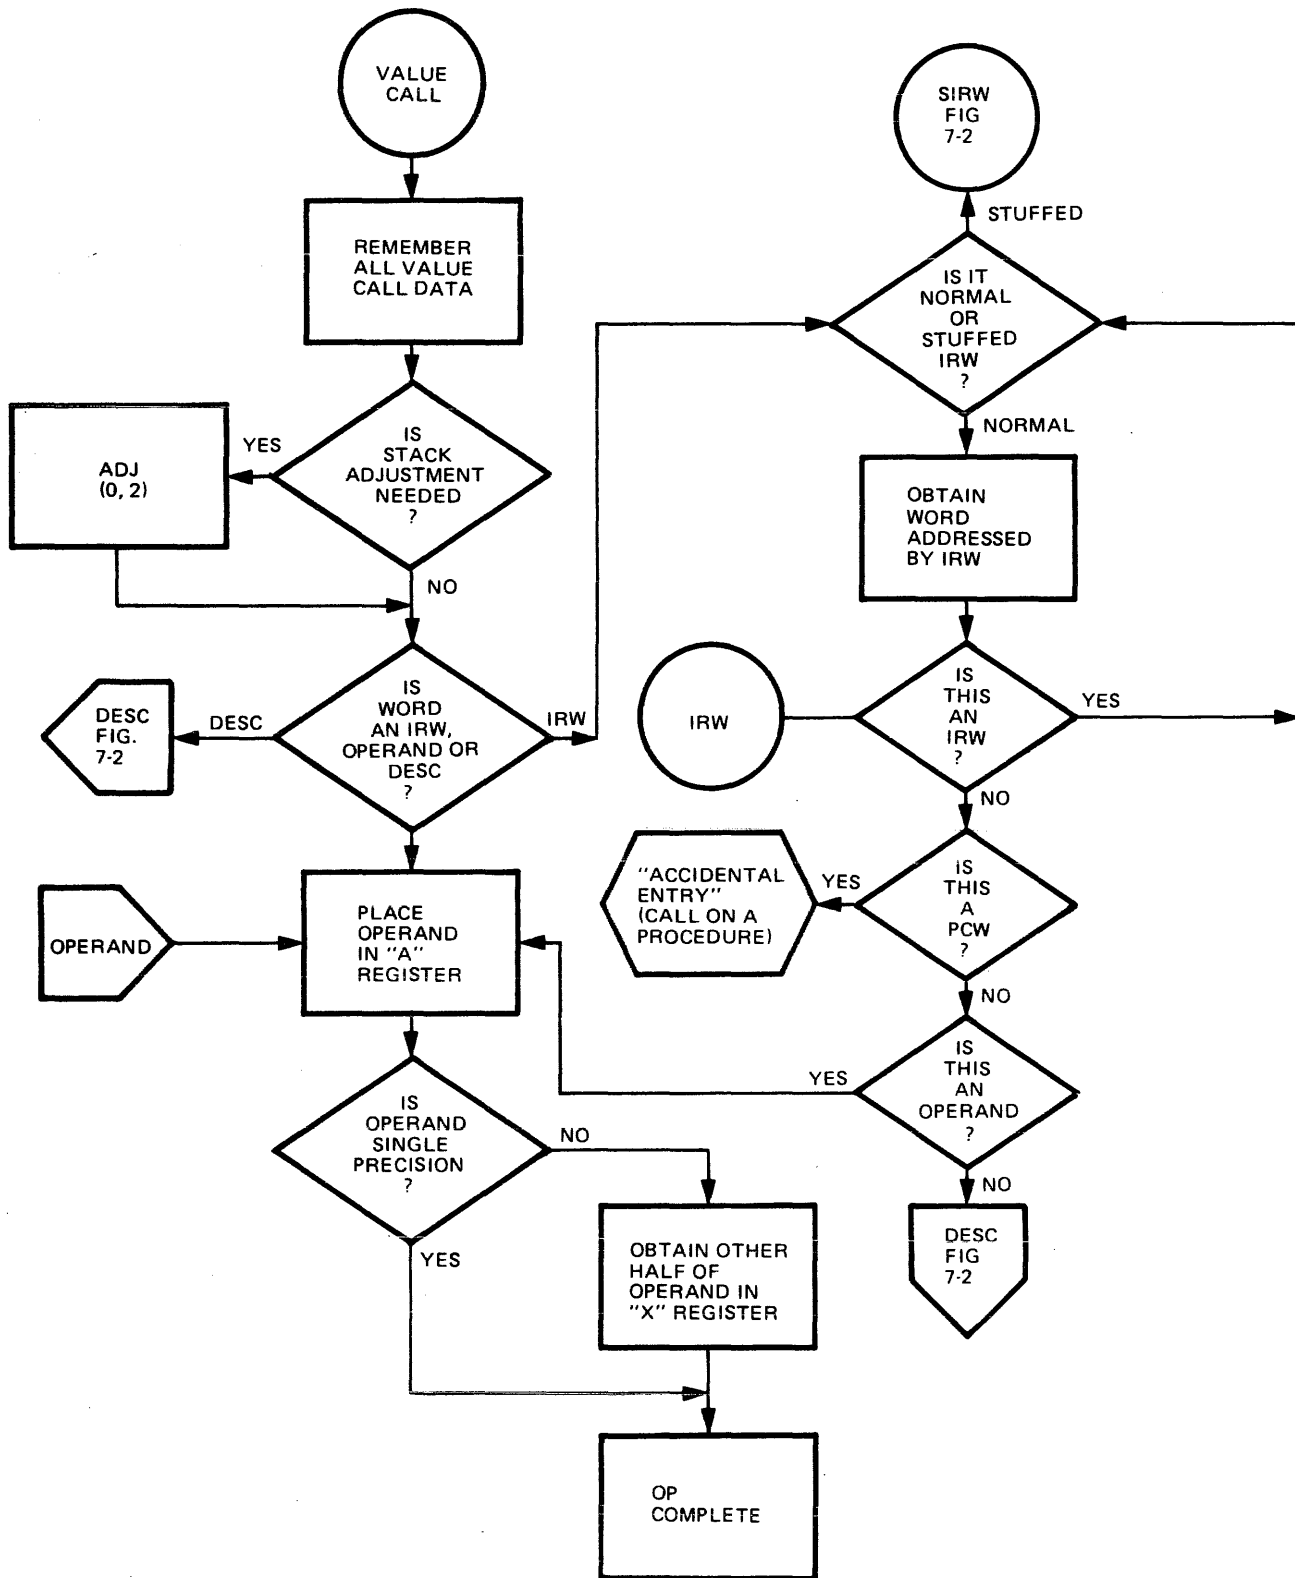 VALUE
CALL
REMEMBER
ALL VALUE
CALL DATA
IS
STACK
ADJUSTMENT
NEEDED
?
YES
ADJ
(0, 2)
NO
IS
WORD
AN IRW,
OPERAND OR
DESC
?
DESC
DESC
FIG.
7-2
IRW
OPERAND
PLACE
OPERAND
IN "A"
REGISTER
IS
OPERAND
SINGLE
PRECISION
?
NO
YES
OBTAIN OTHER
HALF OF
OPERAND IN
"X" REGISTER
OP
COMPLETE
SIRW
FIG
7-2
STUFFED
IS IT
NORMAL
OR
STUFFED
IRW
?
NORMAL
OBTAIN
WORD
ADDRESSED
BY IRW
IRW
IS
THIS
AN
IRW
?
YES
NO
"ACCIDENTAL
ENTRY"
(CALL ON A
PROCEDURE)
YES
IS
THIS
A
PCW
?
NO
YES
IS
THIS
AN
OPERAND
?
NO
DESC
FIG
7-2